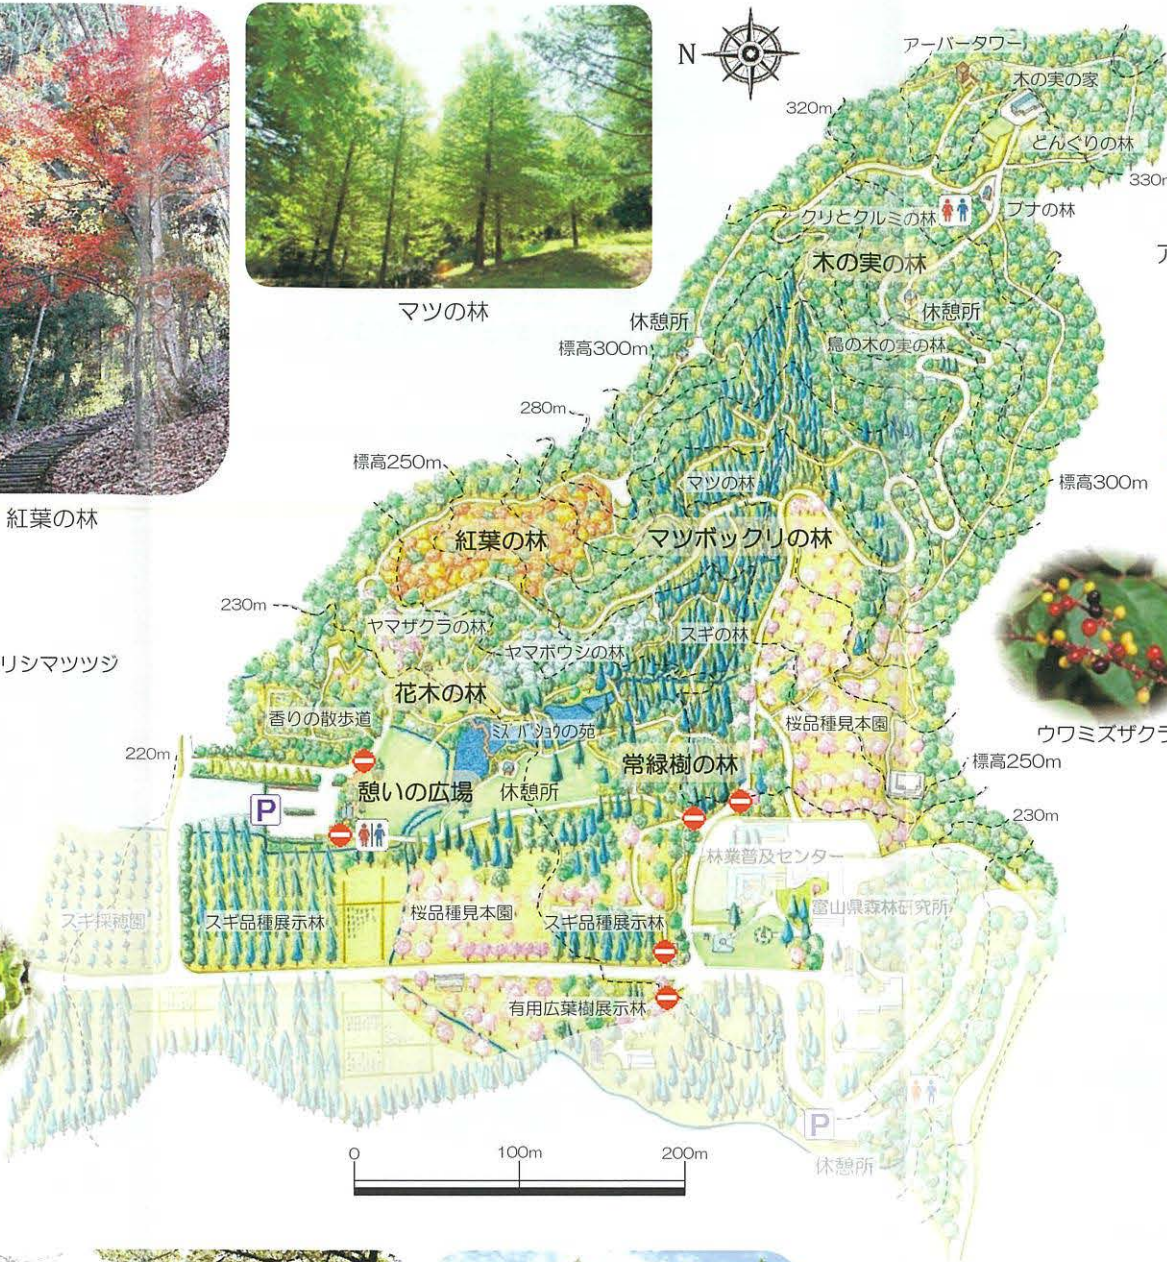 N
アーバータワー
木の実の家
320m
どんぐりの林
330m
クリとクルミの林
ブナの林
木の実の林
マツの林
休憩所
休憩所
標高300m
鳥の木の実の林
280m
標高250m
マツの林
標高300m
紅葉の林
紅葉の林
マツボックリの林
230m
ヤマザクラの林
スギの林
ヤマボウシの林
リシマツツジ
花木の林
香りの散歩道
桜品種見本園
ミズバショウの苑
ウワミズザクラ
220m
常緑樹の林
標高250m
憩いの広場
休憩所
P
230m
林業普及センター
スギ採穂園
スギ品種展示林
桜品種見本園
スギ品種展示林
富山県森林研究所
有用広葉樹展示林
P
休憩所
0
100m
200m